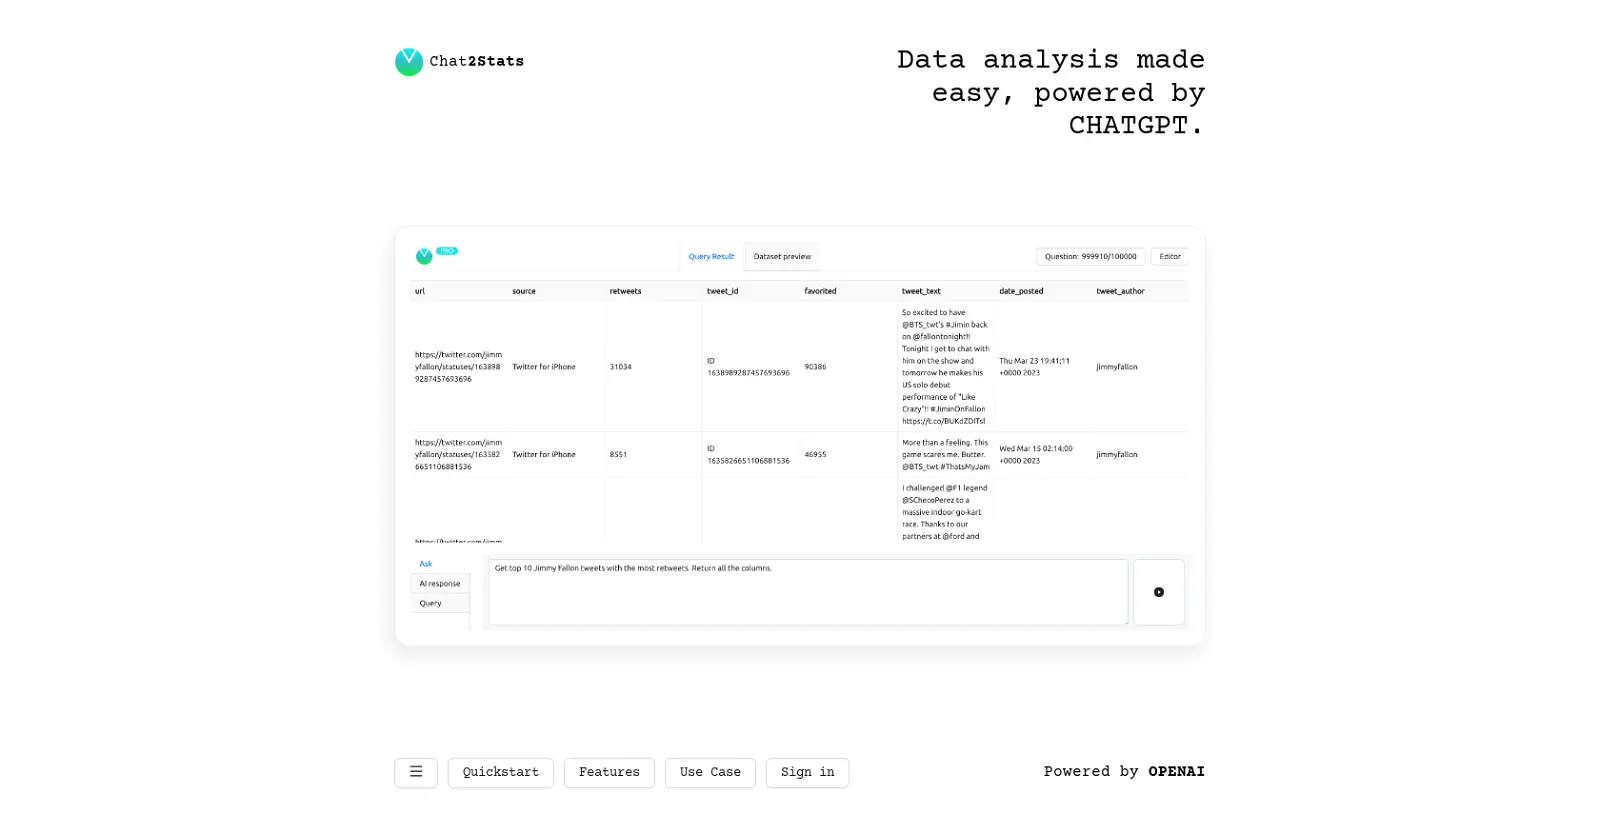 Chat2Stats
Data analysis made
easy, powered by
CHATGPT.
PRO
Query Result
Dataset preview
Question: 999910/100000
Editor
url
source
retweets
tweet_id
favorited
tweet_text
date_posted
tweet_author
https://twitter.com/jimm
yfallon/statuses/163898
9287457693696
Twitter for iPhone
31034
ID
1638989287457693696
90386
So excited to have
@BTS_twt's #Jimin back
on @fallontonight!!
Tonight I get to chat with
him on the show and
tomorrow he makes his
US solo debut
performance of "Like
Crazy"!! #JiminOnFallon
https://t.co/BUKdZDITsl
Thu Mar 23 19:41:11
+0000 2023
jimmyfallon
https://twitter.com/jimm
yfallon/statuses/163582
6651106881536
Twitter for iPhone
8551
ID
1635826651106881536
46955
More than a feeling. This
game scares me. Butter.
@BTS_twt #ThatsMyJam
Wed Mar 15 02:14:00
+0000 2023
jimmyfallon
https://twitter.com/jimm
I challenged @F1 legend
@SChecoPerez to a
massive indoor go-kart
race. Thanks to our
partners at @ford and
Ask
AI response
Query
Get top 10 Jimmy Fallon tweets with the most retweets. Return all the columns.
Quickstart
Features
Use Case
Sign in
Powered by OPENAI